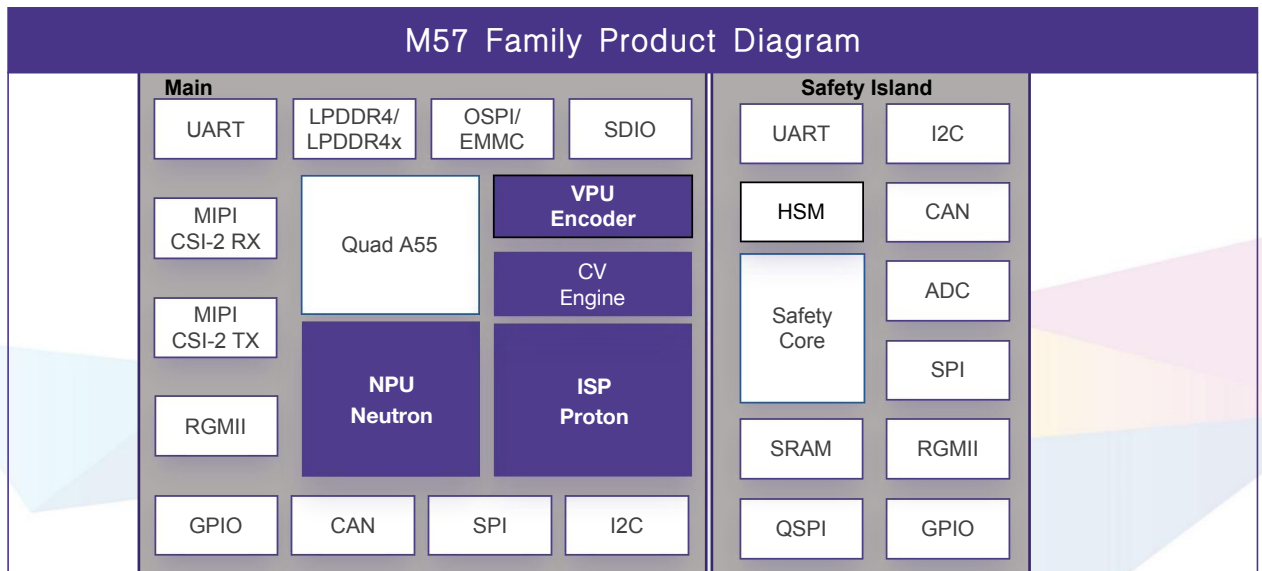 M57 Family Product Diagram
Main
UART
LPDDR4/
LPDDR4x
OSPI/
EMMC
SDIO
MIPI
CSI-2 RX
Quad A55
VPU
Encoder
CV
Engine
MIPI
CSI-2 TX
NPU
Neutron
ISP
Proton
RGMII
GPIO
CAN
SPI
I2C
Safety Island
UART
I2C
HSM
CAN
Safety
Core
ADC
SPI
SRAM
RGMII
QSPI
GPIO